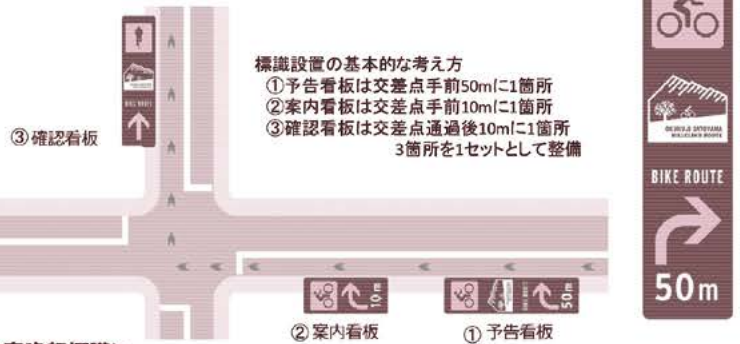 標識設置の基本的な考え方
①予告看板は交差点手前50mに1箇所
②案内看板は交差点手前10mに1箇所
③確認看板は交差点通過後10mに1箇所
3箇所を1セットとして整備
③確認看板
BIKE ROUTE
10m
50m
②案内看板
①予告看板
BIKE ROUTE
50m